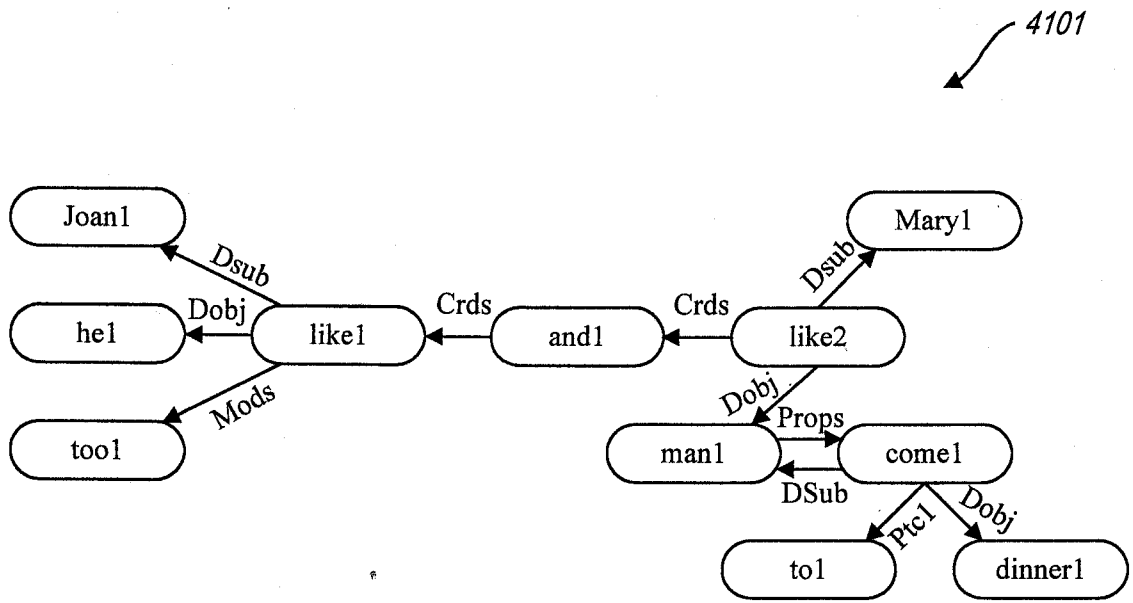 4101
Joan1
Mary1
Dsub
Dsub
Dobj
Crds
Crds
he1
like1
and1
like2
Mods
Dobj
Props
too1
man1
come1
DSub
Ptc1
Dobj
to1
dinner1